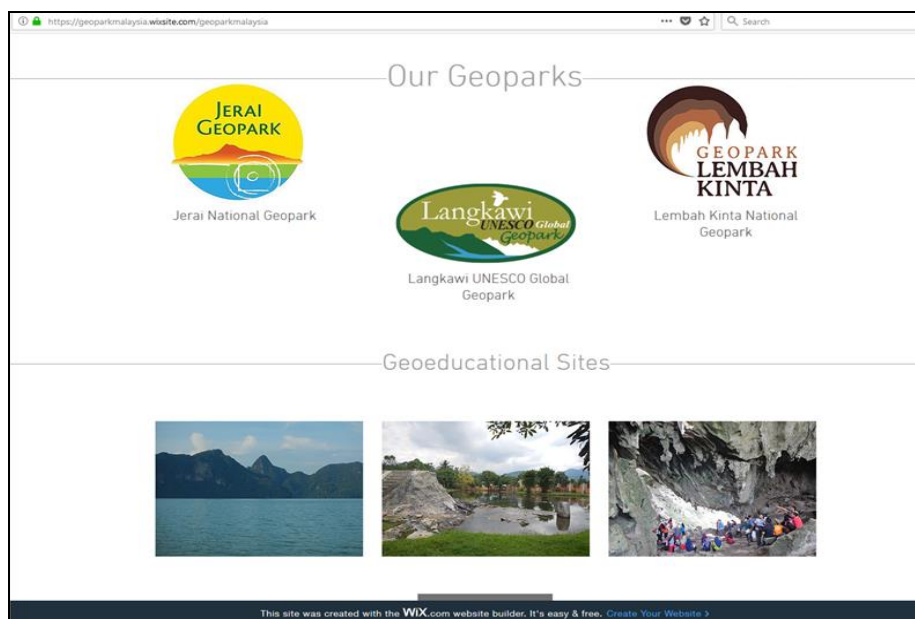 https://geoparkmalaysia.wixsite.com/geoparkmalaysia
Search
Our Geoparks
JERAI
GEOPARK
Jerai National Geopark
Langkawi
UNESCO Global
Geopark
Langkawi UNESCO Global
Geopark
GEOPARK
LEMBAH
KINTA
Lembah Kinta National
Geopark
Geoeducational Sites
This site was created with the WiX.com website builder. It's easy & free. Create Your Website >